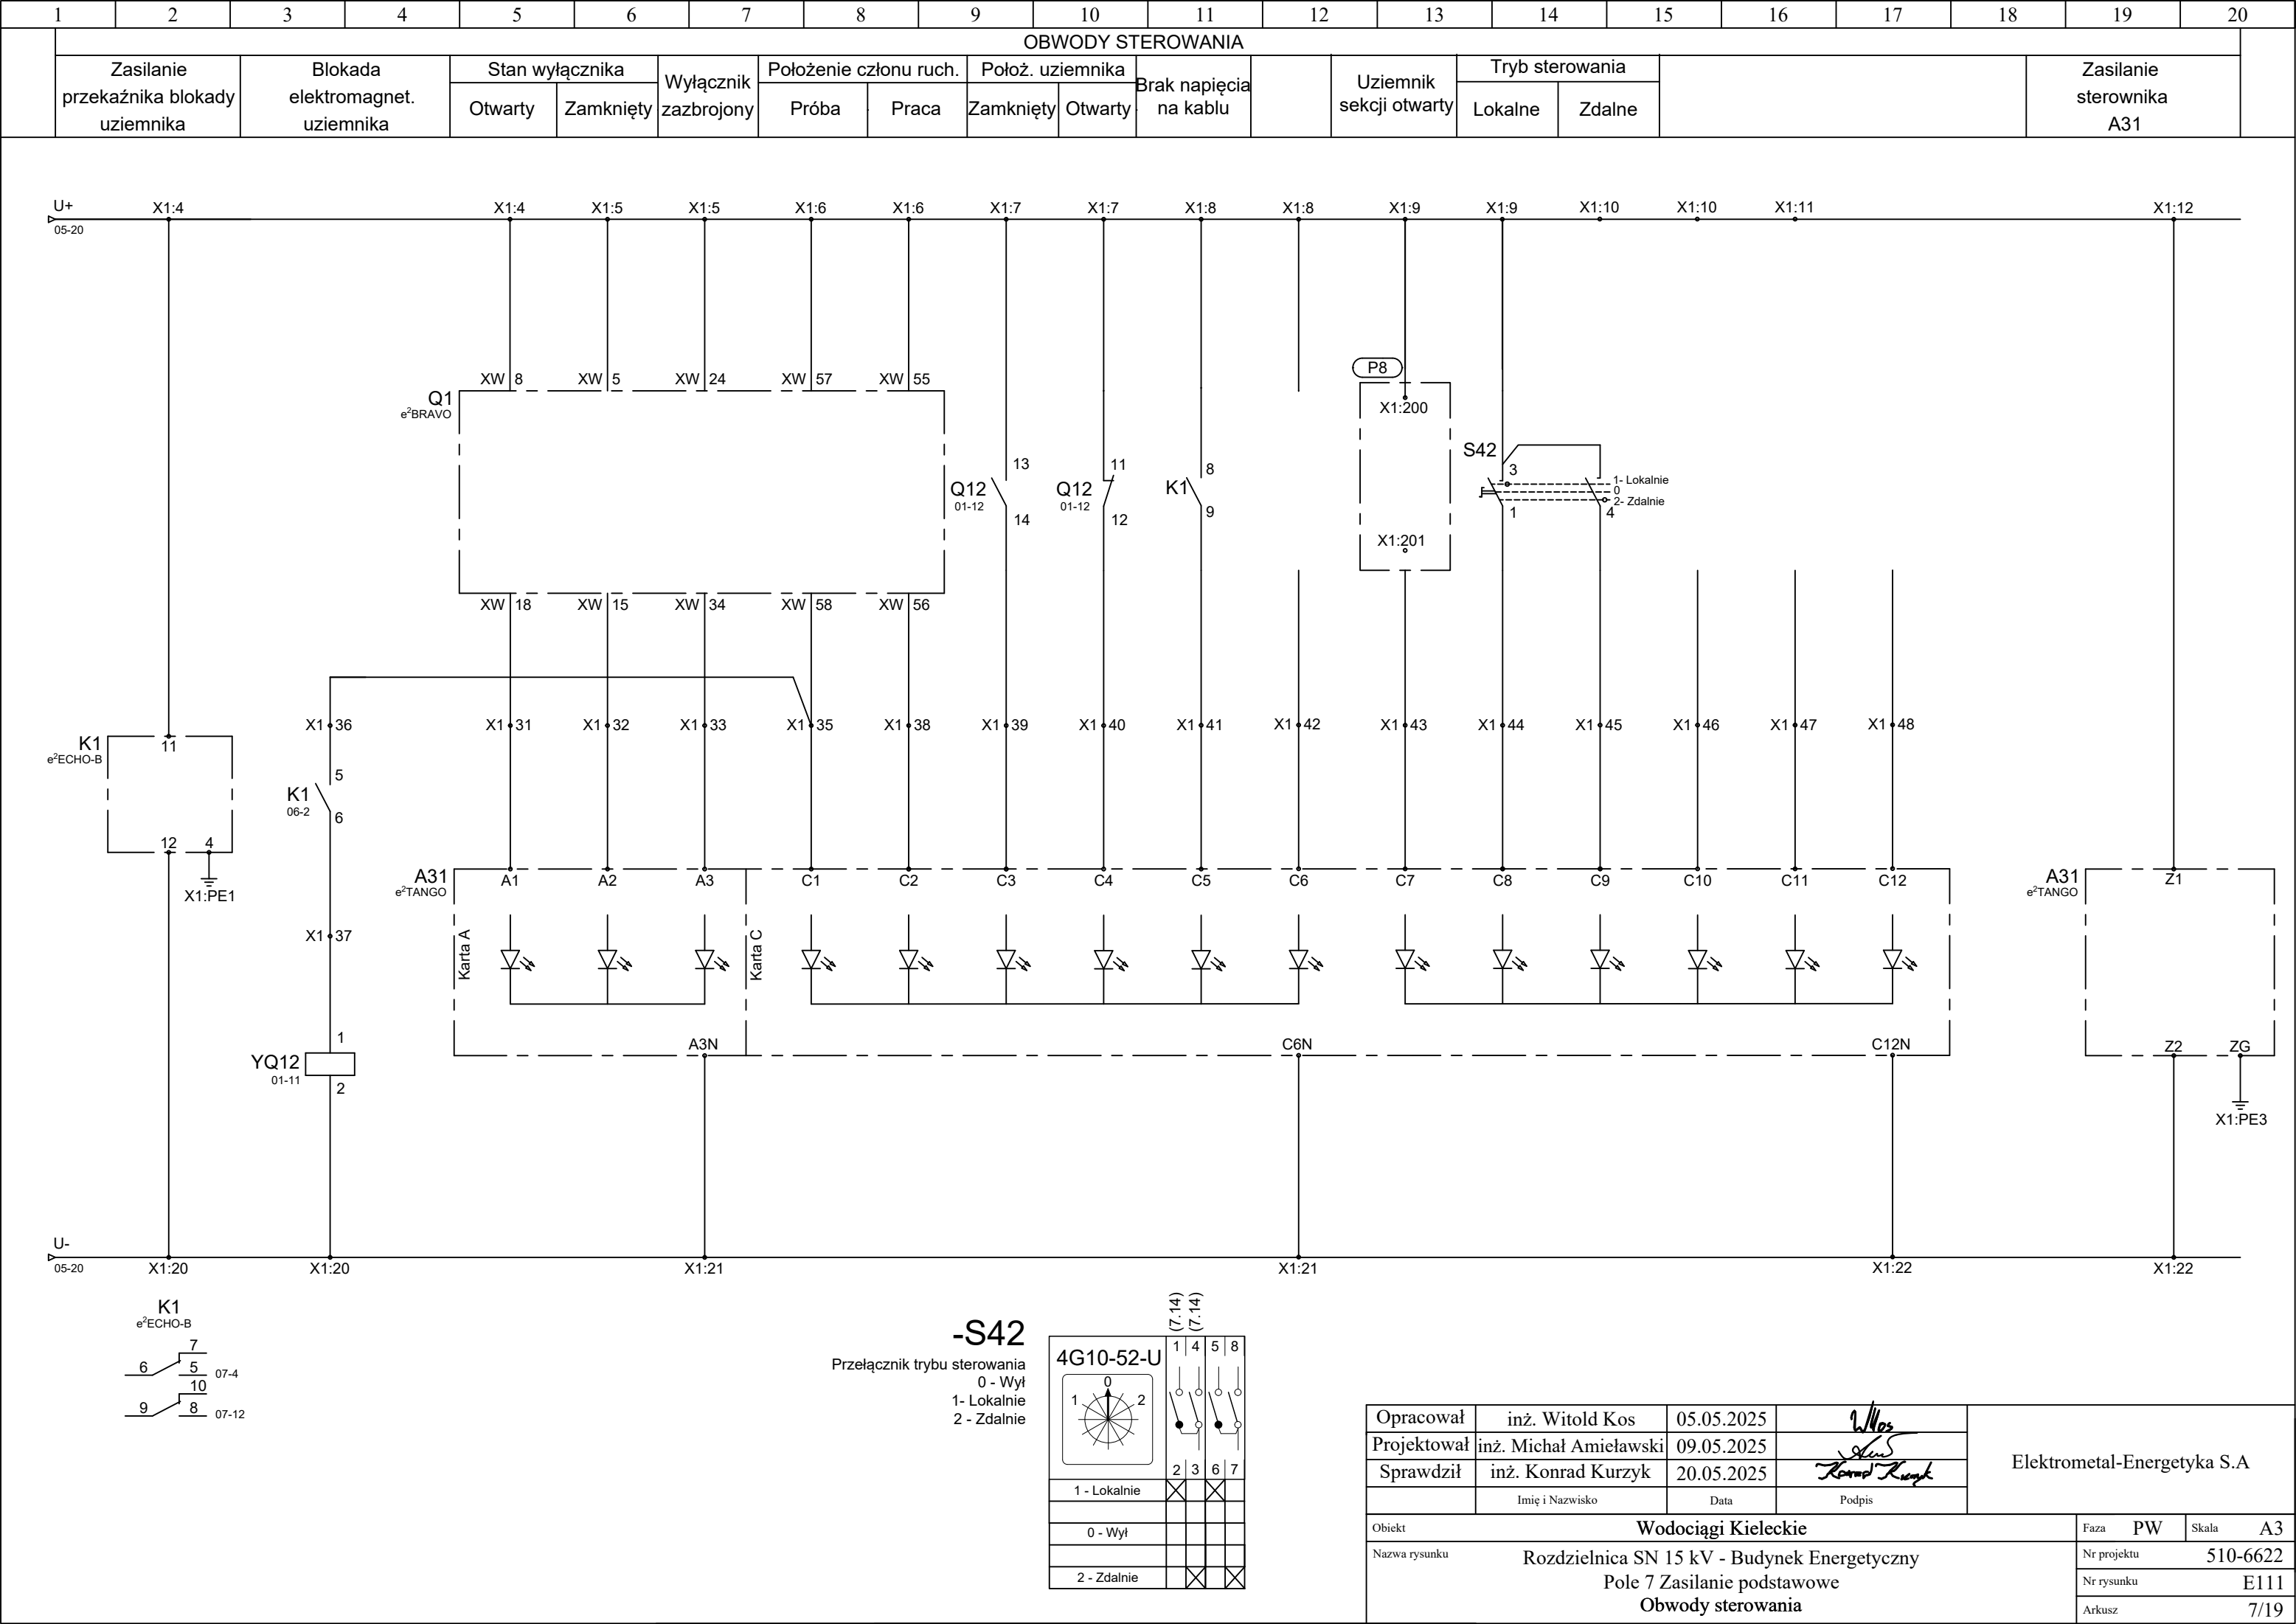 1 2 3 4 5 6 7 8 9 10 11 12 13 14 15 16 17 18 19 20
OBWODY STEROWANIA
Zasilanie
przekaźnika blokady
uziemnika
Blokada
elektromagnet.
uziemnika
Stan wyłącznika
Otwarty Zamknięty
Wyłącznik
zazbrojony
Położenie członu ruch.
Próba Praca
Położ. uziemnika
Zamknięty Otwarty
Brak napięcia
na kablu
Uziemnik
sekcji otwarty
Tryb sterowania
Lokalne Zdalne
Zasilanie
sterownika
A31
U+ X1:4 X1:4 X1:5 X1:5 X1:6 X1:6 X1:7 X1:7 X1:8 X1:8 X1:9 X1:9 X1:10 X1:10 X1:11 X1:12
05-20
P8
XW 8 XW 5 XW 24 XW 57 XW 55
Q1
e²BRAVO
X1:200
S42
13 11 8 3
Q12 Q12 K1
01-12 01-12
1- Lokalnie
0
2- Zdalnie
14 12 9 1 4
X1:201
XW 18 XW 15 XW 34 XW 58 XW 56
X1 36 X1 31 X1 32 X1 33 X1 35 X1 38 X1 39 X1 40 X1 41 X1 42 X1 43 X1 44 X1 45 X1 46 X1 47 X1 48
K1 11
e²ECHO-B
5
K1
06-2
6
12 4
X1:PE1
A31
e²TANGO
A1 A2 A3 C1 C2 C3 C4 C5 C6 C7 C8 C9 C10 C11 C12
A31
e²TANGO
Z1
X1 37
Karta A
Karta C
1
YQ12
01-11
2
A3N C6N C12N Z2 ZG
X1:PE3
U-
05-20
X1:20 X1:20 X1:21 X1:21 X1:22 X1:22
K1
e²ECHO-B
7
6 5 07-4
10
9 8 07-12
-S42
Przełącznik trybu sterowania
0 - Wył
1- Lokalnie
2 - Zdalnie
(7.14) (7.14)
4G10-52-U
1 4 5 8
0
1 2
2 3 6 7
1 - Lokalnie
0 - Wył
2 - Zdalnie
Opracował inż. Witold Kos 05.05.2025 WKos
Projektował inż. Michał Amieławski 09.05.2025
Sprawdził inż. Konrad Kurzyk 20.05.2025 Konrad Kurzyk
Imię i Nazwisko Data Podpis
Elektrometal-Energetyka S.A
Obiekt Wodociągi Kieleckie
Faza PW Skala A3
Nazwa rysunku Rozdzielnica SN 15 kV - Budynek Energetyczny
Pole 7 Zasilanie podstawowe
Obwody sterowania
Nr projektu 510-6622
Nr rysunku E111
Arkusz 7/19